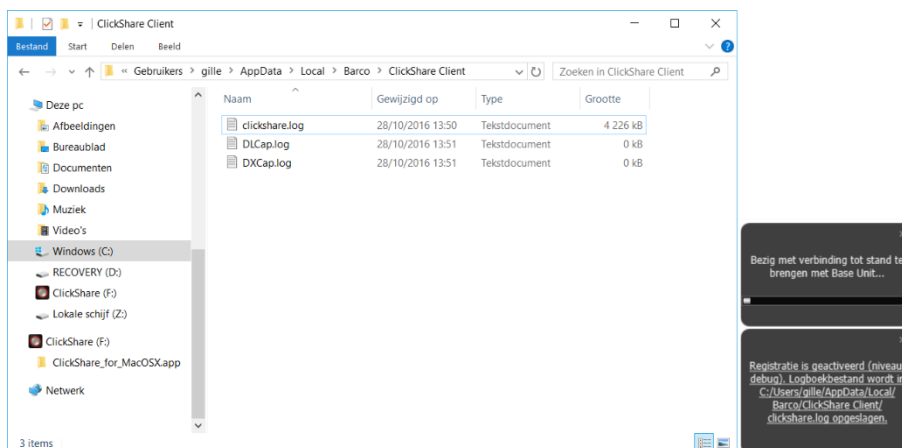 ClickShare Client
Bestand Start Delen Beeld
« Gebruikers > gille > AppData > Local > Barco > ClickShare Client
Zoeken in ClickShare Client
Naam Gewijzigd op Type Grootte
clickshare.log 28/10/2016 13:50 Tekstdocument 4 226 kB
DLCap.log 28/10/2016 13:51 Tekstdocument 0 kB
DXCap.log 28/10/2016 13:51 Tekstdocument 0 kB
Deze pc
Afbeeldingen
Bureaublad
Documenten
Downloads
Muziek
Video's
Windows (C:)
RECOVERY (D:)
ClickShare (F:)
Lokale schijf (Z:)
ClickShare (F:)
ClickShare_for_MacOSX.app
Netwerk
3 items
Bezig met verbinding tot stand te
brengen met Base Unit...
Registratie is geactiveerd (niveau
debug). Logboekbestand wordt in
C:/Users/gille/AppData/Local/
Barco/ClickShare Client/
clickshare.log opgeslagen.